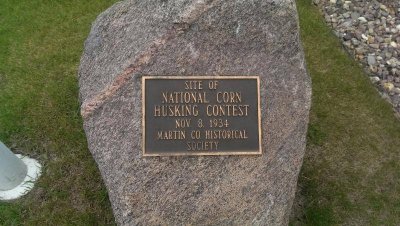 SITE OF
NATIONAL CORN
HUSKING CONTEST
NOV 8, 1934
MARTIN CO HISTORICAL
SOCIETY